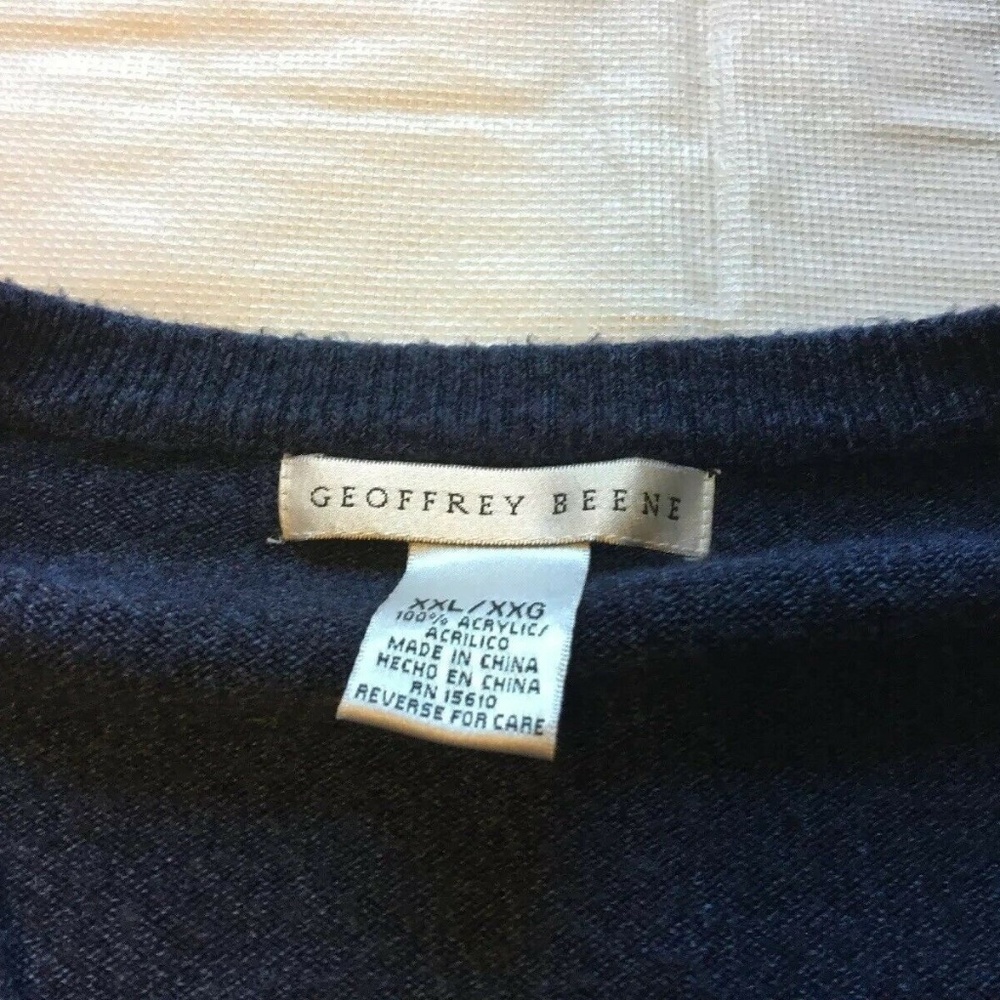 GEOFFREY BEENE
XXL/XXG
100% ACRYLIC/
ACRILICO
MADE IN CHINA
HECHO EN CHINA
RN 15610
REVERSE FOR CARE